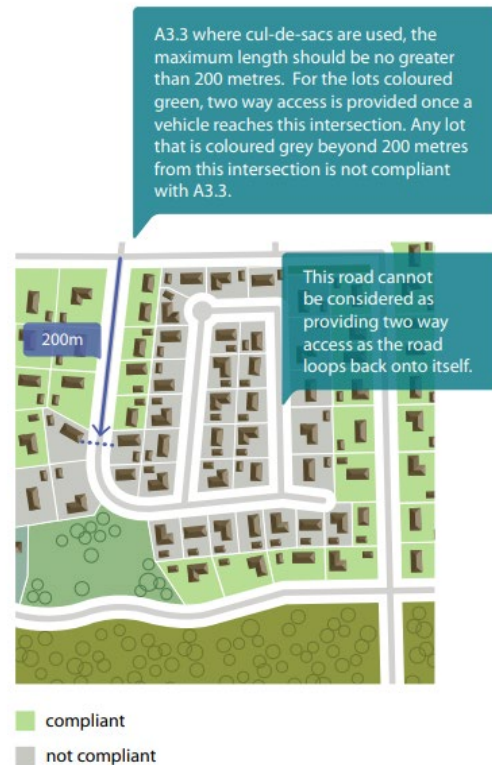 A3.3 where cul-de-sacs are used, the
maximum length should be no greater
than 200 metres. For the lots coloured
green, two way access is provided once a
vehicle reaches this intersection. Any lot
that is coloured grey beyond 200 metres
from this intersection is not compliant
with A3.3.
This road cannot
be considered as
providing two way
access as the road
loops back onto itself.
200m
compliant
not compliant